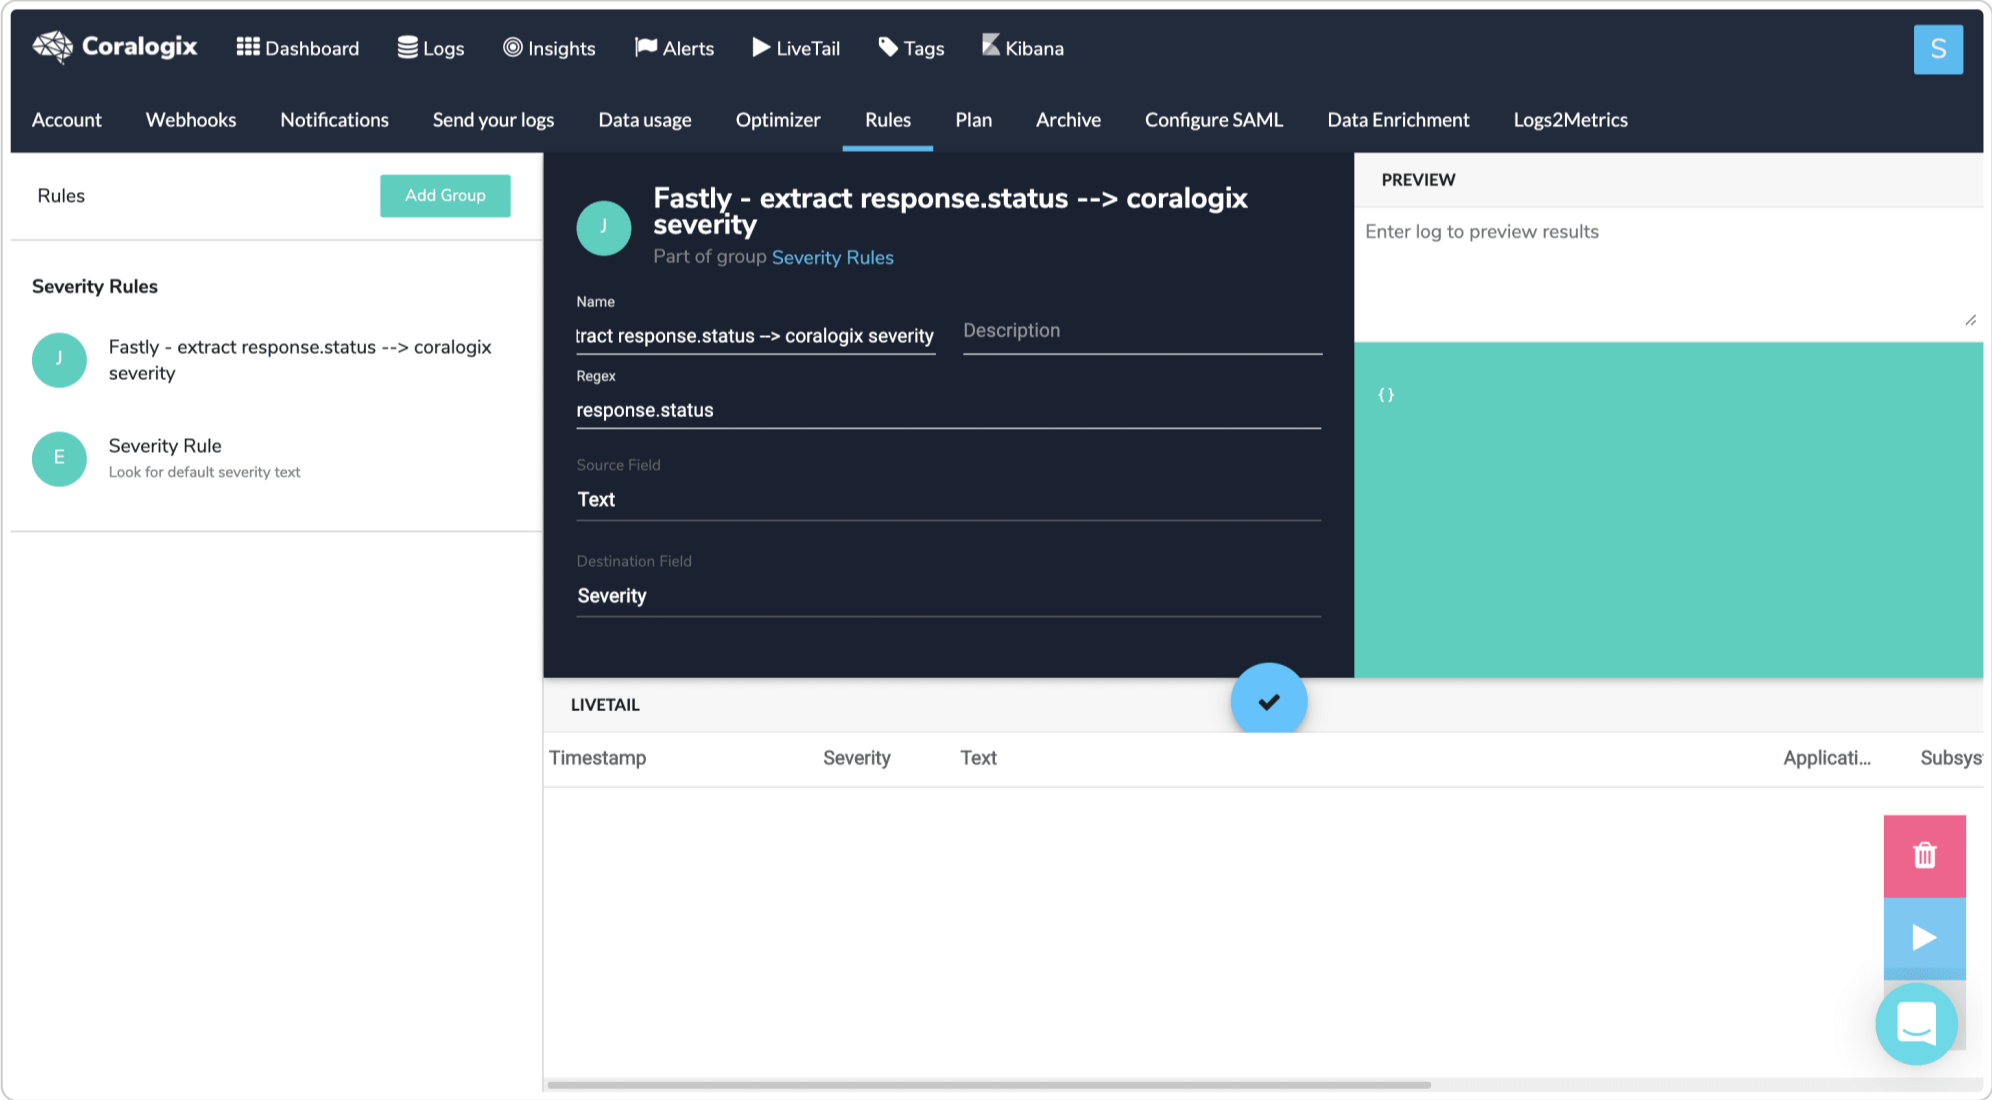 Coralogix Dashboard Logs Insights Alerts LiveTail Tags Kibana S
Account Webhooks Notifications Send your logs Data usage Optimizer Rules Plan Archive Configure SAML Data Enrichment Logs2Metrics
Rules Add Group
Severity Rules
J
Fastly - extract response.status --> coralogix
severity
E
Severity Rule
Look for default severity text
J
Fastly - extract response.status --> coralogix
severity
Part of group Severity Rules
Name
tract response.status --> coralogix severity
Description
Regex
response.status
Source Field
Text
Destination Field
Severity
PREVIEW
Enter log to preview results
{}
LIVETAIL
Timestamp Severity Text Applicati... Subsys